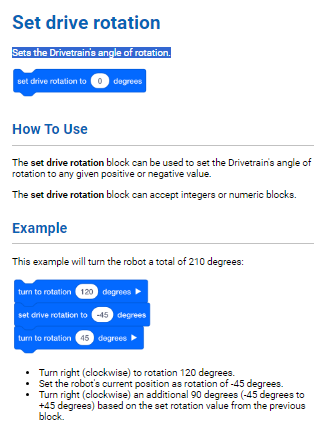 Set drive rotation
Sets the Drivetrain's angle of rotation.
set drive rotation to 0 degrees
How To Use
The set drive rotation block can be used to set the Drivetrain's angle of
rotation to any given positive or negative value.
The set drive rotation block can accept integers or numeric blocks.
Example
This example will turn the robot a total of 210 degrees:
turn to rotation 120 degrees ▶
set drive rotation to -45 degrees
turn to rotation 45 degrees ▶
• Turn right (clockwise) to rotation 120 degrees.
• Set the robot's current position as rotation of -45 degrees.
• Turn right (clockwise) an additional 90 degrees (-45 degrees to
+45 degrees) based on the set rotation value from the previous
block.